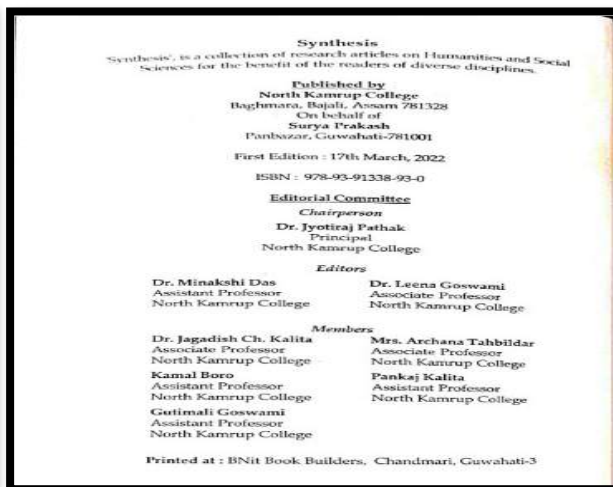 Synthesis
'Synthesis', is a collection of research articles on Humanities and Social
Sciences for the benefit of the readers of diverse disciplines.
Published by
North Kamrup College
Baghmara, Bajali, Assam 781328
On behalf of
Surya Prakash
Panbazar, Guwahati-781001
First Edition : 17th March, 2022
ISBN : 978-93-91338-93-0
Editorial Committee
Chairperson
Dr. Jyotiraj Pathak
Principal
North Kamrup College
Editors
Dr. Minakshi Das
Assistant Professor
North Kamrup College
Dr. Leena Goswami
Associate Professor
North Kamrup College
Members
Dr. Jagadish Ch. Kalita
Associate Professor
North Kamrup College
Mrs. Archana Tahbildar
Associate Professor
North Kamrup College
Kamal Boro
Assistant Professor
North Kamrup College
Pankaj Kalita
Assistant Professor
North Kamrup College
Gutimali Goswami
Assistant Professor
North Kamrup College
Printed at : BNit Book Builders, Chandmari, Guwahati-3